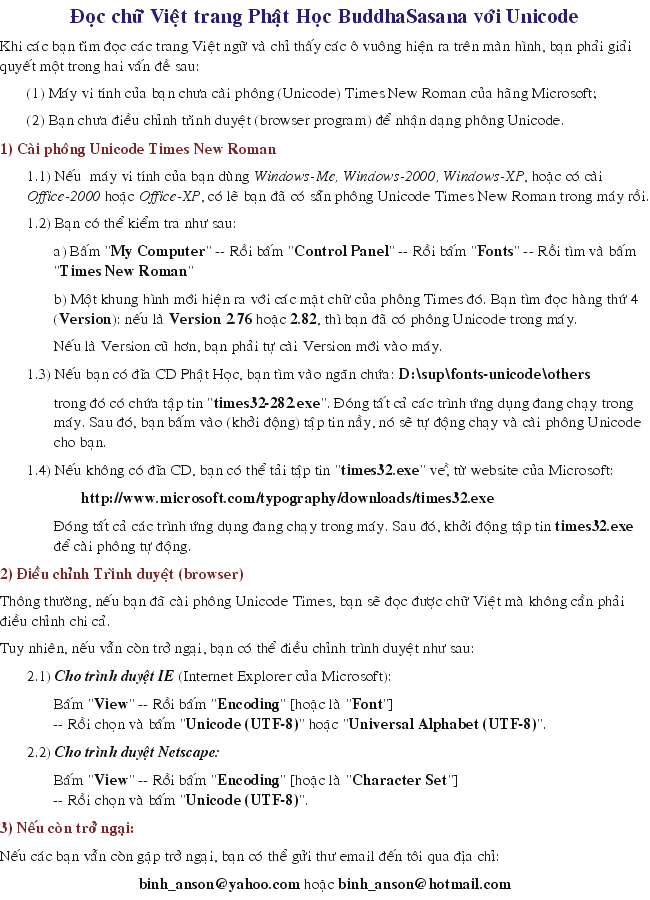 Đọc chữ Việt trang Phật Học BuddhaSasana với Unicode
Khi các bạn tìm đọc các trang Việt ngữ và chỉ thấy các ô vuông hiện ra trên màn hình, bạn phải giải
quyết một trong hai vấn đề sau:
(1) Máy vi tính của bạn chưa cài phông (Unicode) Times New Roman của hãng Microsoft;
(2) Bạn chưa điều chỉnh trình duyệt (browser program) để nhận dạng phông Unicode.
1) Cài phông Unicode Times New Roman
1.1) Nếu máy vi tính của bạn dùng Windows-Me, Windows-2000, Windows-XP, hoặc có cài
Office-2000 hoặc Office-XP, có lẽ bạn đã có sẵn phông Unicode Times New Roman trong máy rồi.
1.2) Bạn có thể kiểm tra như sau:
a) Bấm "My Computer" -- Rồi bấm "Control Panel" -- Rồi bấm "Fonts" -- Rồi tìm và bấm
"Times New Roman"
b) Một khung hình mới hiện ra với các mặt chữ của phông Times đó. Bạn tìm đọc hàng thứ 4
(Version): nếu là Version 2.76 hoặc 2.82, thì bạn đã có phông Unicode trong máy.
Nếu là Version cũ hơn, bạn phải tự cài Version mới vào máy.
1.3) Nếu bạn có đĩa CD Phật Học, bạn tìm vào ngăn chứa: D:\sup\fonts-unicode\others
trong đó có chứa tập tin "times32-282.exe". Đóng tất cả các trình ứng dụng đang chạy trong
máy. Sau đó, bạn bấm vào (khởi động) tập tin nầy, nó sẽ tự động chạy và cài phông Unicode
cho bạn.
1.4) Nếu không có đĩa CD, bạn có thể tải tập tin "times32.exe" về, từ website của Microsoft:
http://www.microsoft.com/typography/downloads/times32.exe
Đóng tất cả các trình ứng dụng đang chạy trong máy. Sau đó, khởi động tập tin times32.exe
để cài phông tự động.
2) Điều chỉnh Trình duyệt (browser)
Thông thường, nếu bạn đã cài phông Unicode Times, bạn sẽ đọc được chữ Việt mà không cần phải
điều chỉnh chi cả.
Tuy nhiên, nếu vẫn còn trở ngại, bạn có thể điều chỉnh trình duyệt như sau:
2.1) Cho trình duyệt IE (Internet Explorer của Microsoft):
Bấm "View" -- Rồi bấm "Encoding" [hoặc là "Font"]
-- Rồi chọn và bấm "Unicode (UTF-8)" hoặc "Universal Alphabet (UTF-8)".
2.2) Cho trình duyệt Netscape:
Bấm "View" -- Rồi bấm "Encoding" [hoặc là "Character Set"]
-- Rồi chọn và bấm "Unicode (UTF-8)".
3) Nếu còn trở ngại:
Nếu các bạn vẫn còn gặp trở ngại, bạn có thể gửi thư email đến tôi qua địa chỉ:
binh_anson@yahoo.com hoặc binh_anson@hotmail.com